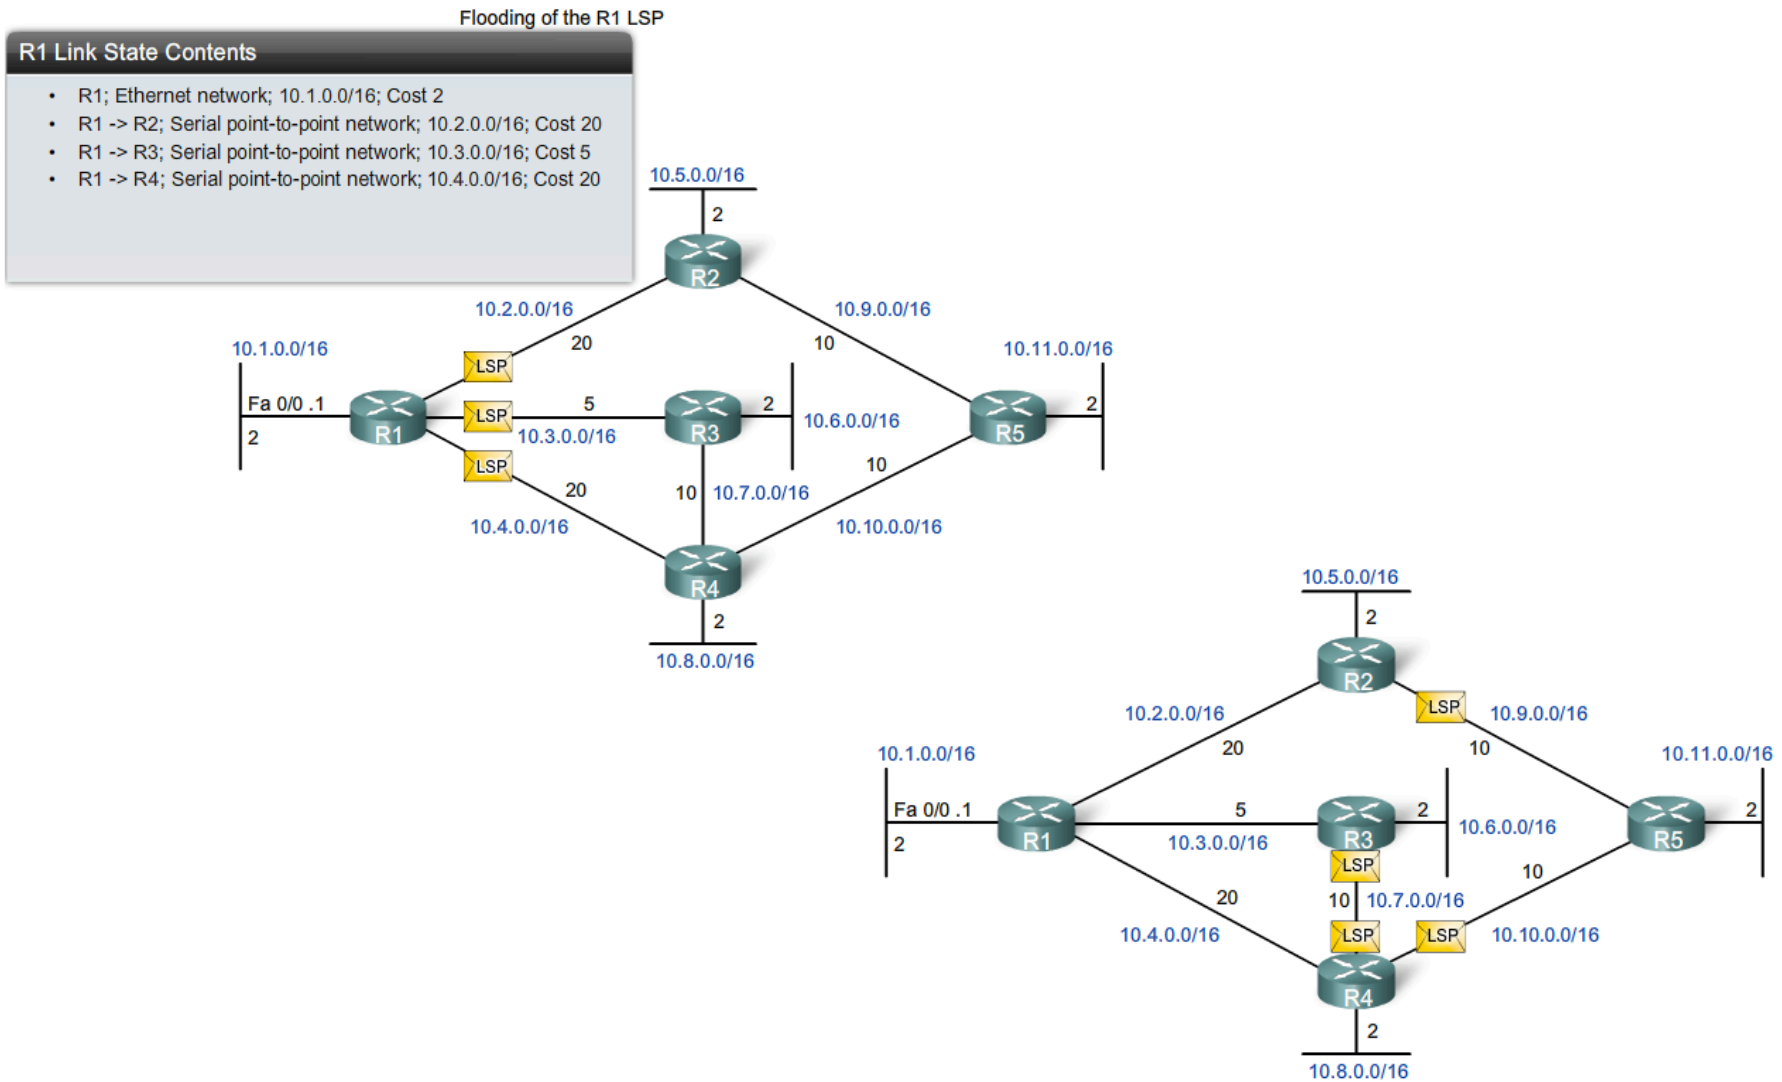 Flooding of the R1 LSP
R1 Link State Contents
• R1; Ethernet network; 10.1.0.0/16; Cost 2
• R1 -> R2; Serial point-to-point network; 10.2.0.0/16; Cost 20
• R1 -> R3; Serial point-to-point network; 10.3.0.0/16; Cost 5
• R1 -> R4; Serial point-to-point network; 10.4.0.0/16; Cost 20
10.5.0.0/16
2
R2
10.2.0.0/16
10.9.0.0/16
20
10
10.1.0.0/16
10.11.0.0/16
LSP
Fa 0/0 .1
5
2
2
LSP
10.6.0.0/16
R1
R3
R5
2
10.3.0.0/16
LSP
10
20
10
10.7.0.0/16
10.4.0.0/16
10.10.0.0/16
R4
2
10.8.0.0/16
10.5.0.0/16
2
R2
LSP
10.2.0.0/16
10.9.0.0/16
20
10
10.1.0.0/16
10.11.0.0/16
Fa 0/0 .1
5
2
2
10.6.0.0/16
R1
R3
R5
2
10.3.0.0/16
LSP
10
20
10
10.7.0.0/16
10.4.0.0/16
LSP
LSP
10.10.0.0/16
R4
2
10.8.0.0/16